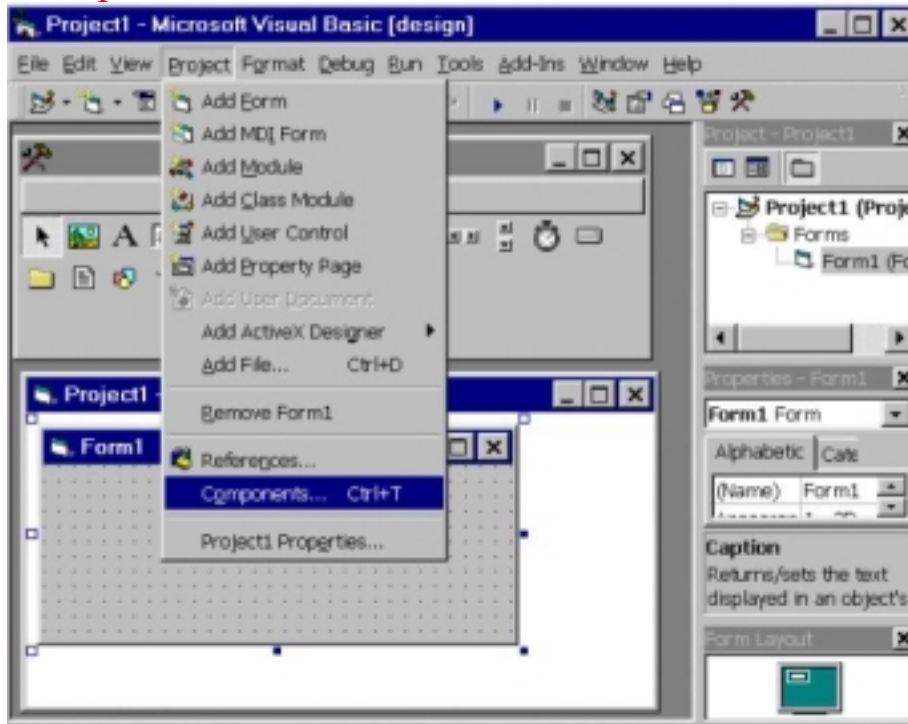 Project1 - Microsoft Visual Basic [design]
File Edit View Project Format Debug Run Tools Add-Ins Window Help
Add Form
Add MDI Form
Add Module
Add Class Module
Add User Control
Add Property Page
Add User Document
Add ActiveX Designer
Add File... Ctrl+D
Remove Form1
References...
Components... Ctrl+T
Project1 Properties...
A
Project1 -
Form1
Project - Project1
Project1 (Proje
Forms
Form1 (Fo
Properties - Form1
Form1 Form
Alphabetic Cate
(Name) Form1
Caption
Returns/sets the text
displayed in an object's
Form Layout